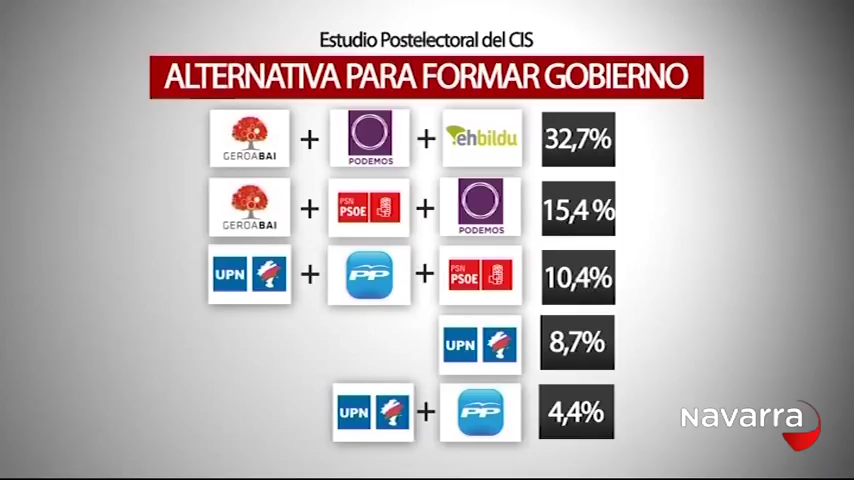 Estudio Postelectoral del CIS
ALTERNATIVA PARA FORMAR GOBIERNO
GEROABAI + PODEMOS + ehbildu 32,7%
GEROABAI + PSN PSOE + PODEMOS 15,4 %
UPN + PP + PSN PSOE 10,4%
UPN 8,7%
UPN + PP 4,4%
Navarra